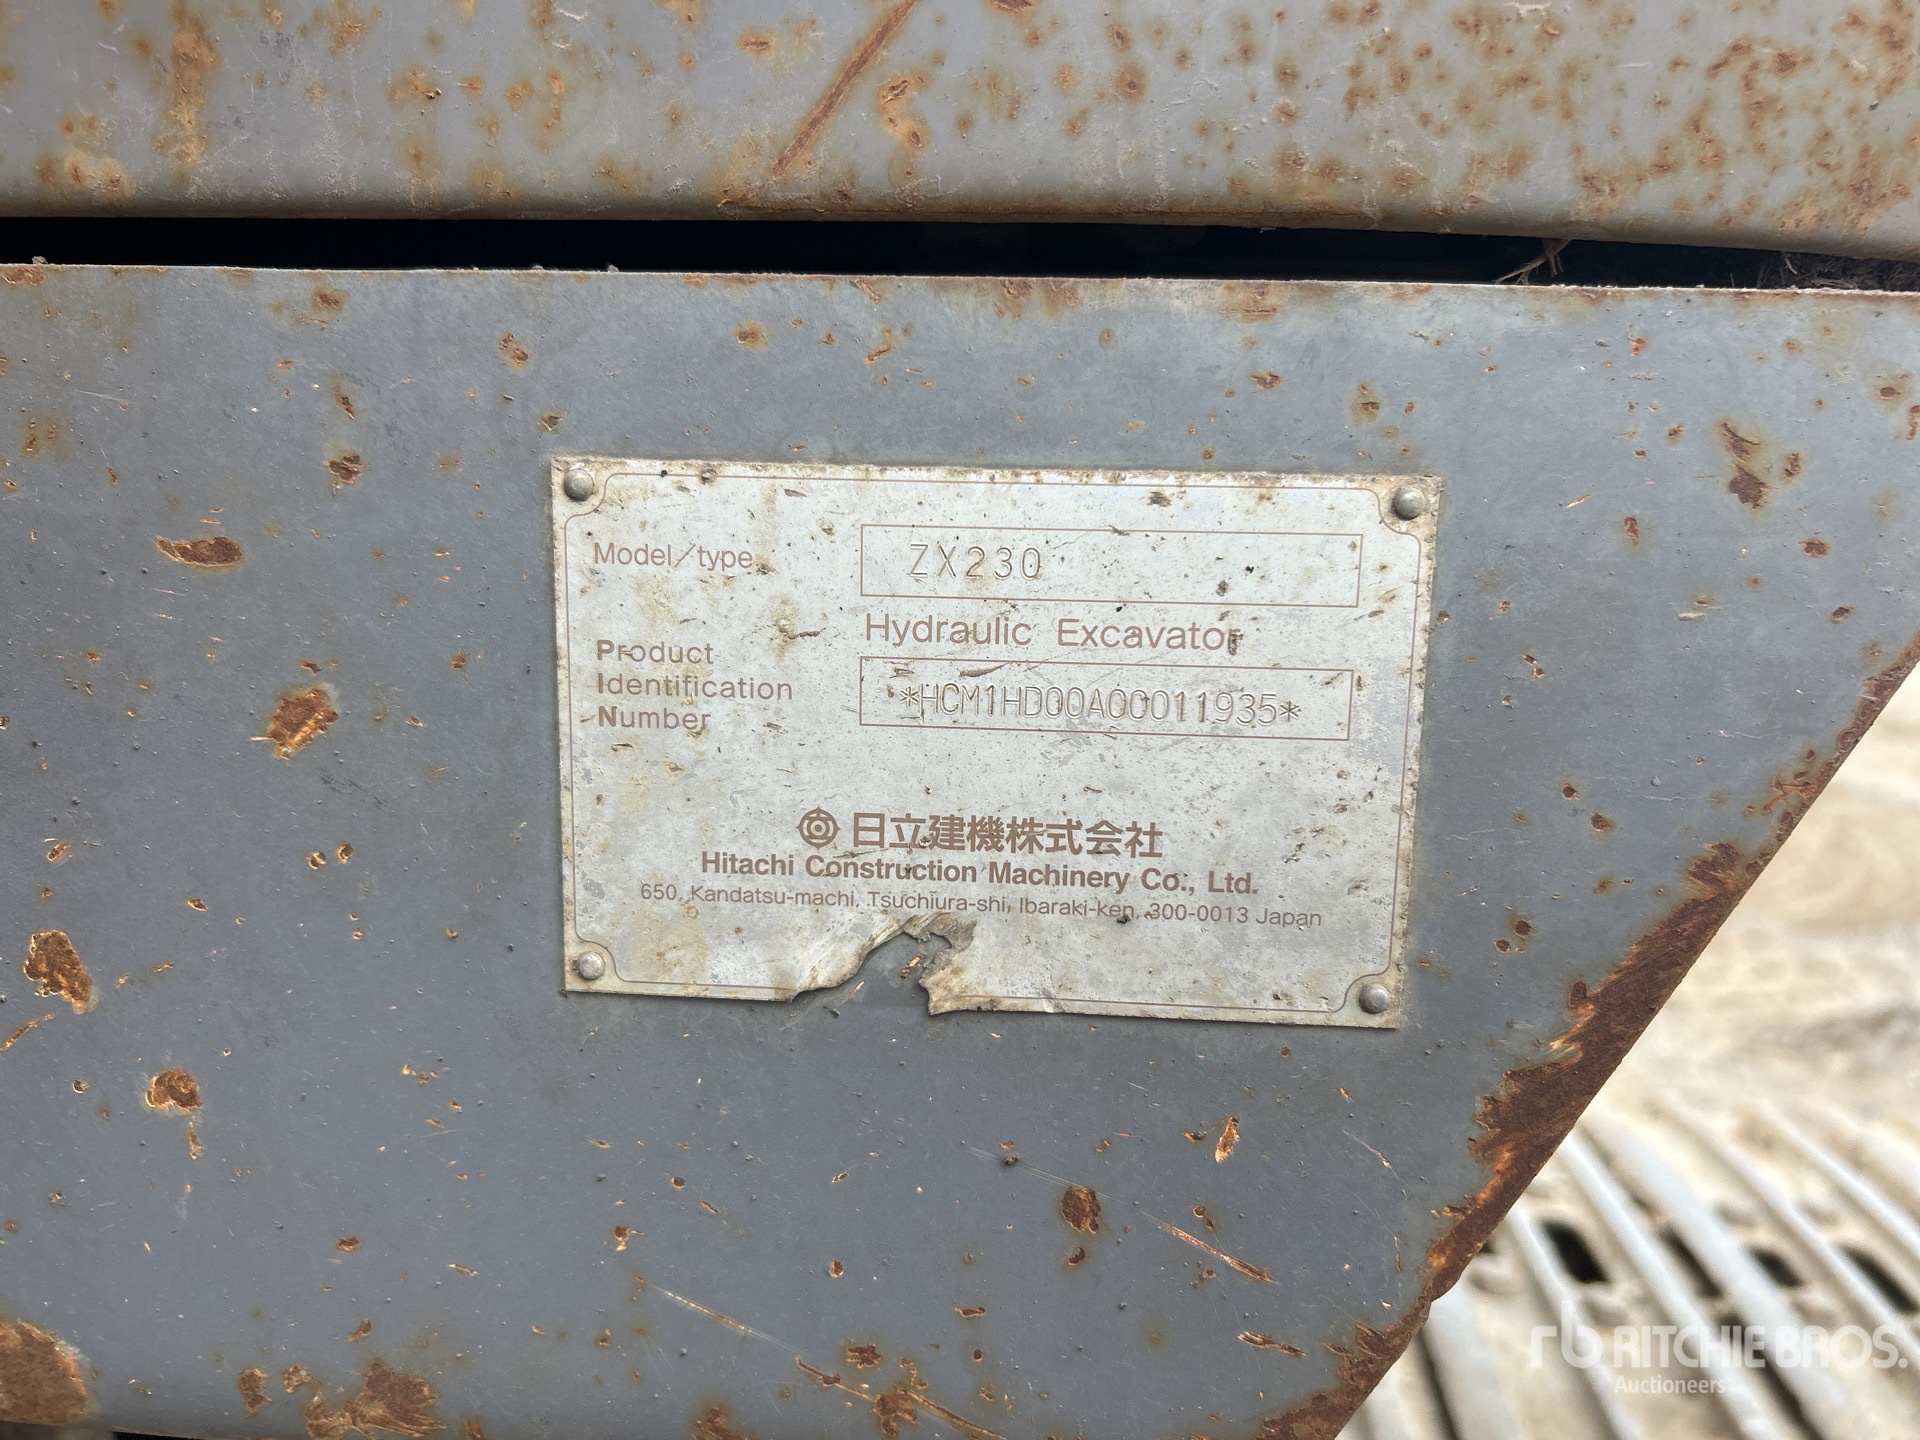 Model/type
ZX230
Hydraulic Excavator
Product
Identification
Number
*HCM1HD00A00011935*
日立建機株式会社
Hitachi Construction Machinery Co., Ltd.
650, Kandatsu-machi, Tsuchiura-shi, Ibaraki-ken, 300-0013 Japan
rb RITCHIE BROS.
Auctioneers